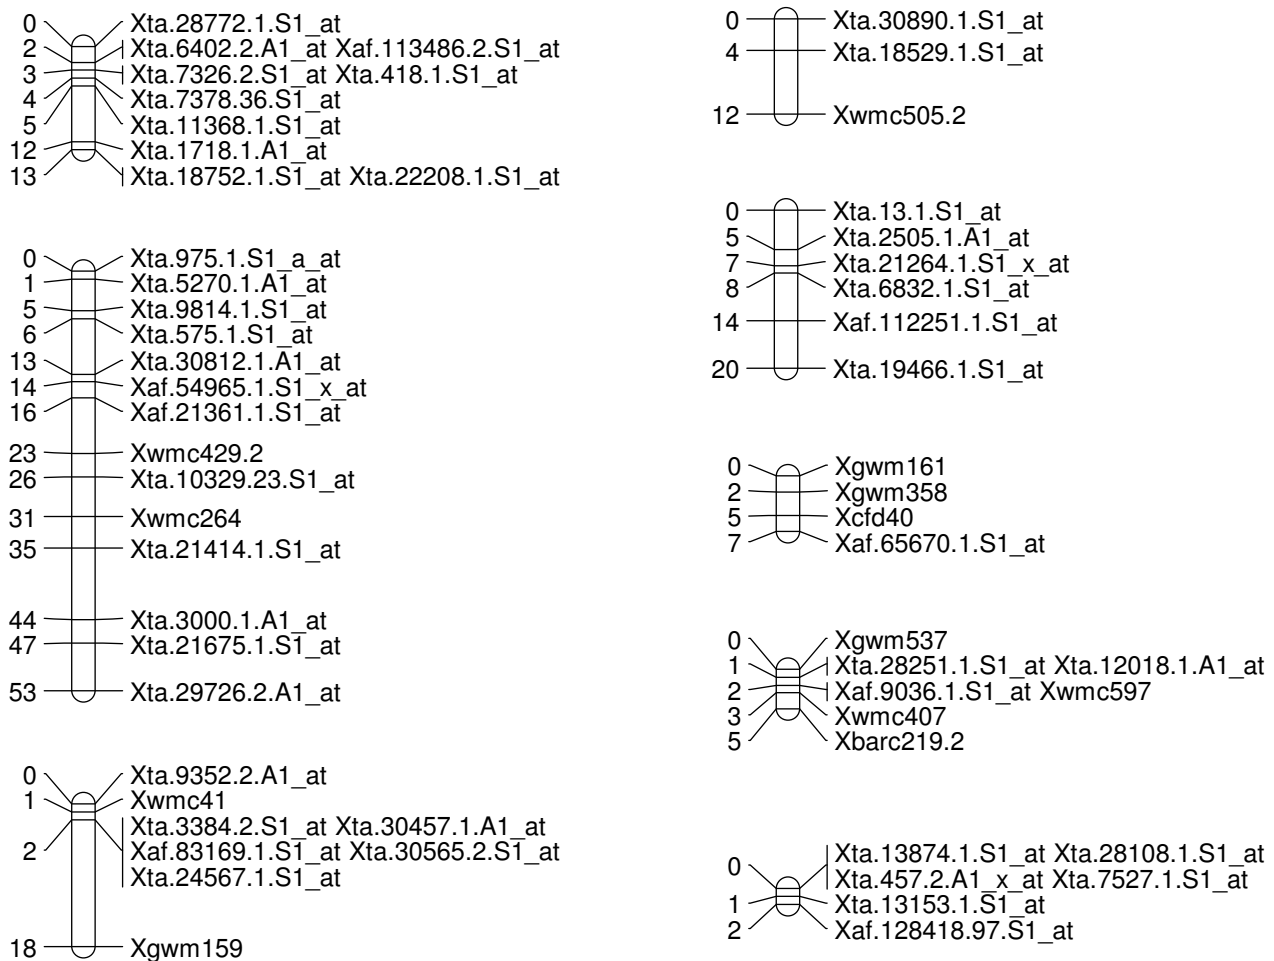 0 Xta.28772.1.S1_at
2 Xta.6402.2.A1_at Xaf.113486.2.S1_at
3 Xta.7326.2.S1_at Xta.418.1.S1_at
4 Xta.7378.36.S1_at
5 Xta.11368.1.S1_at
12 Xta.1718.1.A1_at
13 Xta.18752.1.S1_at Xta.22208.1.S1_at
0 Xta.975.1.S1_a_at
1 Xta.5270.1.A1_at
5 Xta.9814.1.S1_at
6 Xta.575.1.S1_at
13 Xta.30812.1.A1_at
14 Xaf.54965.1.S1_x_at
16 Xaf.21361.1.S1_at
23 Xwmc429.2
26 Xta.10329.23.S1_at
31 Xwmc264
35 Xta.21414.1.S1_at
44 Xta.3000.1.A1_at
47 Xta.21675.1.S1_at
53 Xta.29726.2.A1_at
0 Xta.9352.2.A1_at
1 Xwmc41
Xta.3384.2.S1_at Xta.30457.1.A1_at
2 Xaf.83169.1.S1_at Xta.30565.2.S1_at
Xta.24567.1.S1_at
18 Xgwm159
0 Xta.30890.1.S1_at
4 Xta.18529.1.S1_at
12 Xwmc505.2
0 Xta.13.1.S1_at
5 Xta.2505.1.A1_at
7 Xta.21264.1.S1_x_at
8 Xta.6832.1.S1_at
14 Xaf.112251.1.S1_at
20 Xta.19466.1.S1_at
0 Xgwm161
2 Xgwm358
5 Xcfd40
7 Xaf.65670.1.S1_at
0 Xgwm537
1 Xta.28251.1.S1_at Xta.12018.1.A1_at
2 Xaf.9036.1.S1_at Xwmc597
3 Xwmc407
5 Xbarc219.2
0 Xta.13874.1.S1_at Xta.28108.1.S1_at
Xta.457.2.A1_x_at Xta.7527.1.S1_at
1 Xta.13153.1.S1_at
2 Xaf.128418.97.S1_at